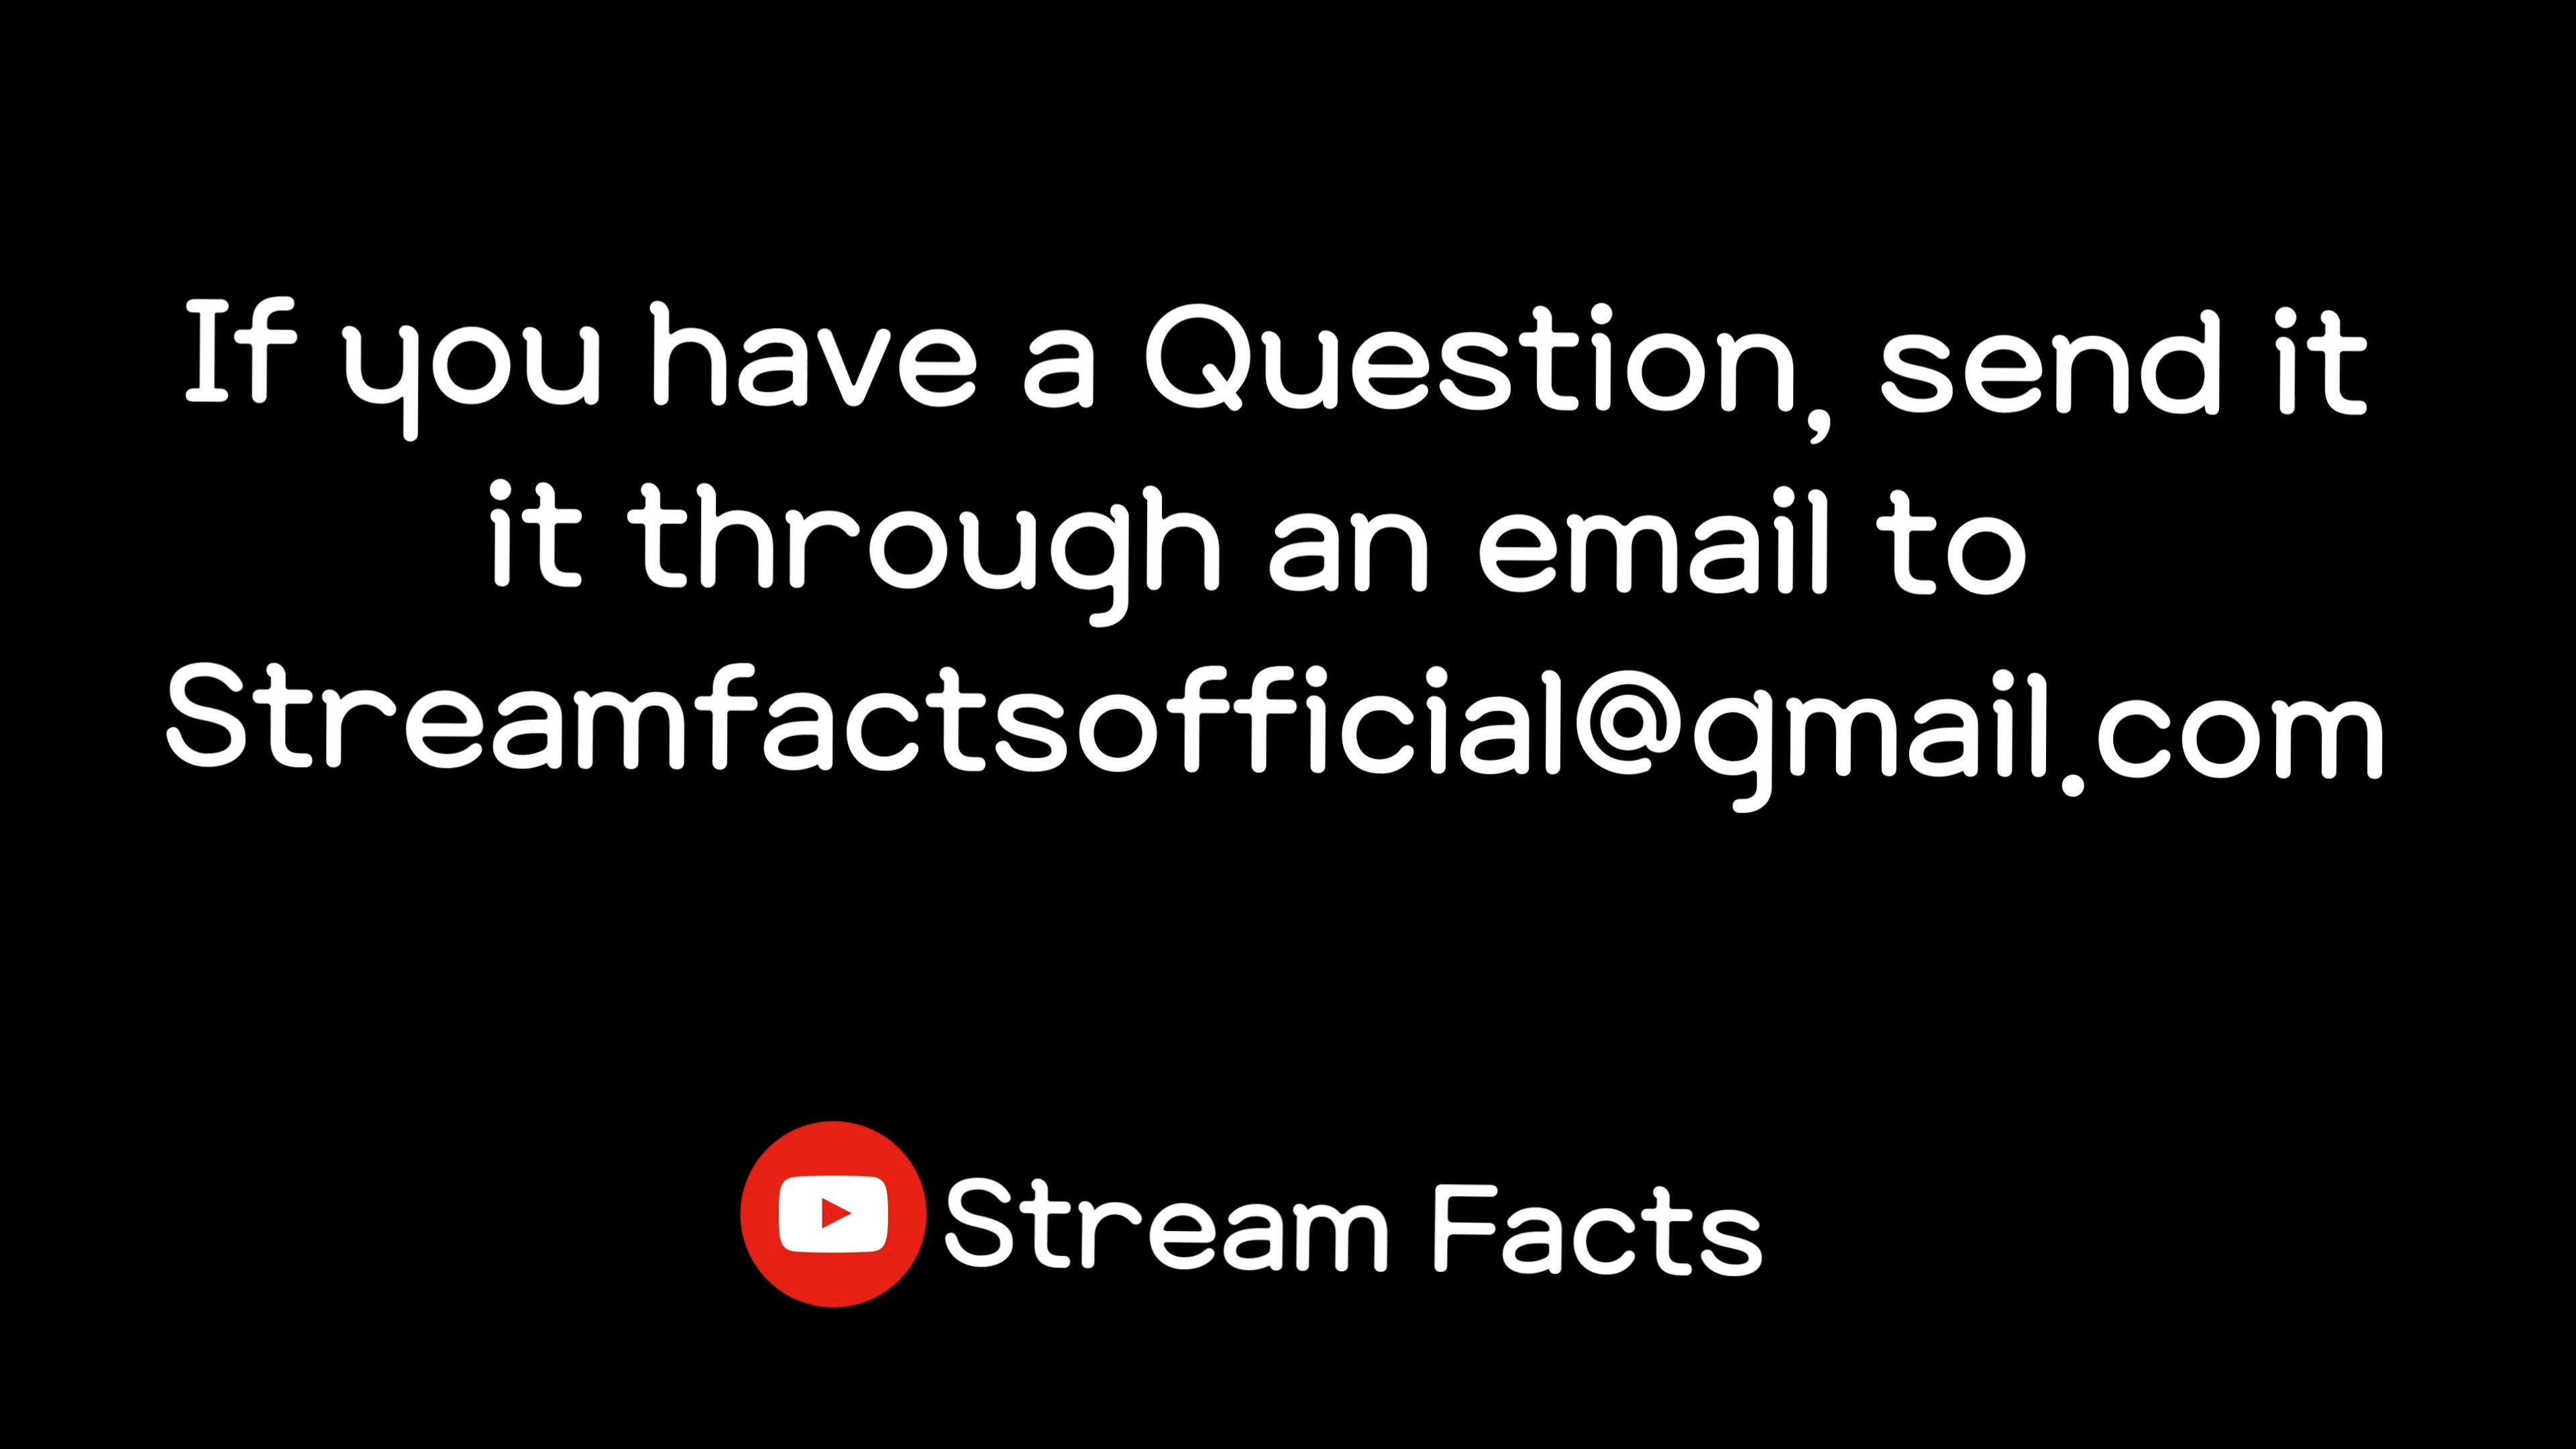 If you have a Question, send it
it through an email to
Streamfactsofficial@gmail.com
Stream Facts